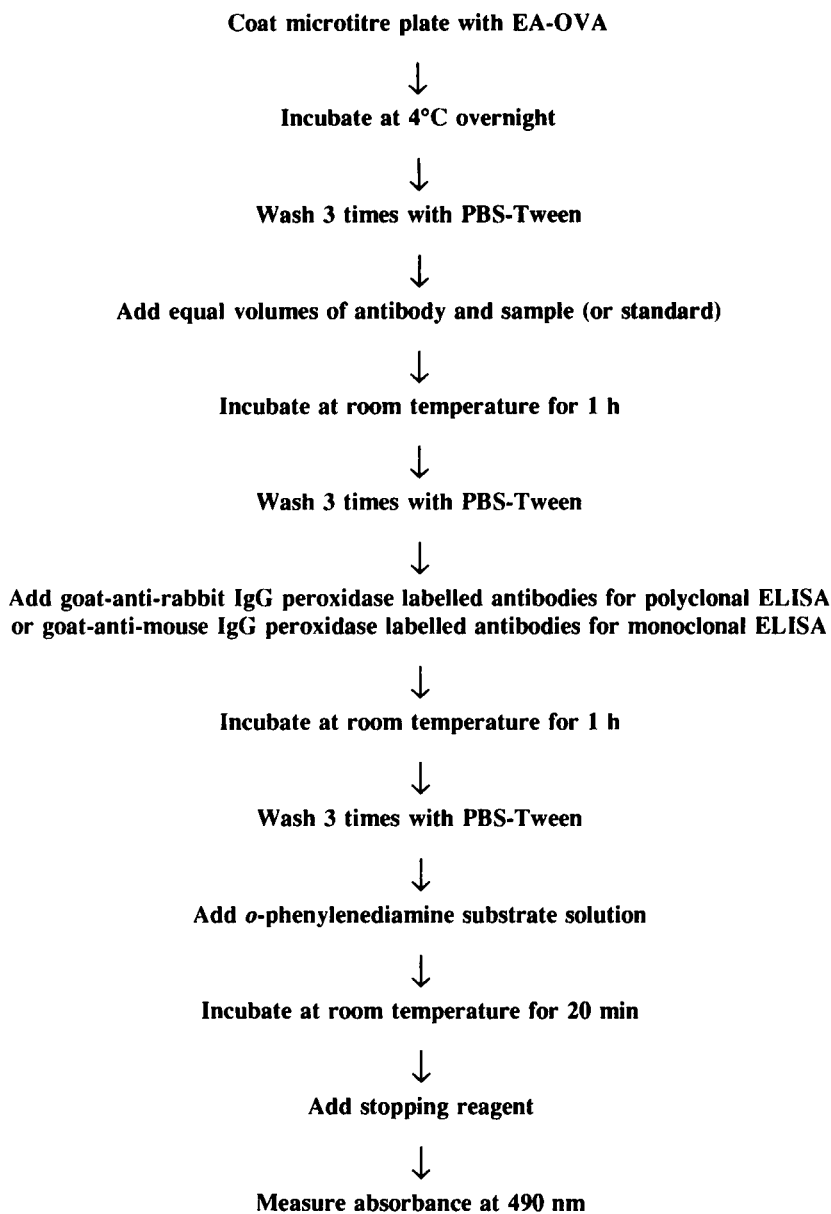 Coat microtitre plate with EA-OVA
↓
Incubate at 4°C overnight
↓
Wash 3 times with PBS-Tween
↓
Add equal volumes of antibody and sample (or standard)
↓
Incubate at room temperature for 1 h
↓
Wash 3 times with PBS-Tween
↓
Add goat-anti-rabbit IgG peroxidase labelled antibodies for polyclonal ELISA
or goat-anti-mouse IgG peroxidase labelled antibodies for monoclonal ELISA
↓
Incubate at room temperature for 1 h
↓
Wash 3 times with PBS-Tween
↓
Add o-phenylenediamine substrate solution
↓
Incubate at room temperature for 20 min
↓
Add stopping reagent
↓
Measure absorbance at 490 nm